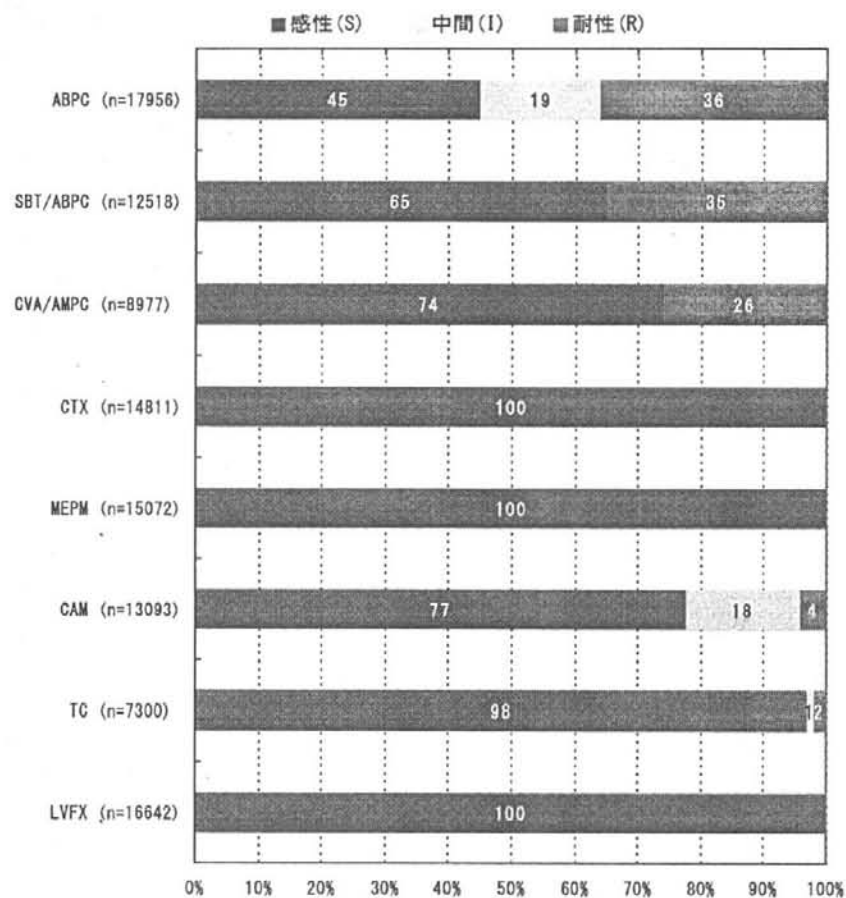 ■感性(S) 中間(I) ■耐性(R)
ABPC (n=17956) 45 19 36
SBT/ABPC (n=12518) 65 35
CVA/AMPC (n=8977) 74 26
CTX (n=14811) 100
MEPM (n=15072) 100
CAM (n=13093) 77 18 4
TC (n=7300) 98 1 2
LVFX (n=16642) 100
0% 10% 20% 30% 40% 50% 60% 70% 80% 90% 100%